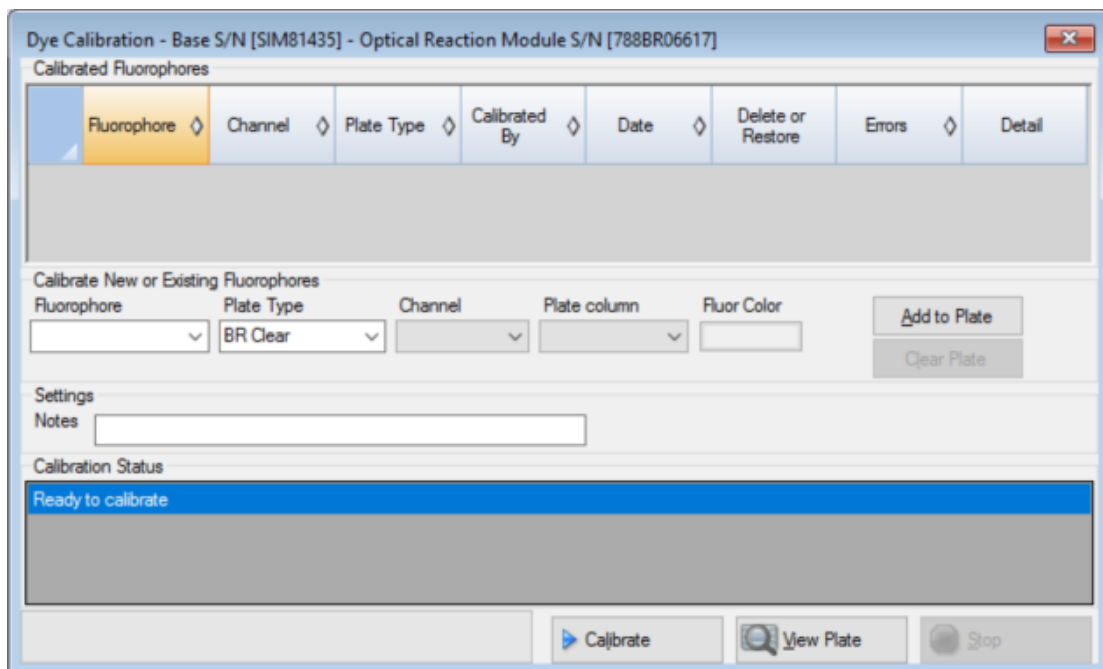 Dye Calibration - Base S/N [SIM81435] - Optical Reaction Module S/N [788BR06617]
Calibrated Fluorophores
Fluorophore Channel Plate Type Calibrated By Date Delete or Restore Errors Detail
Calibrate New or Existing Fluorophores
Fluorophore Plate Type Channel Plate column Fluor Color
Add to Plate
BR Clear
Clear Plate
Settings
Notes
Calibration Status
Ready to calibrate
Calibrate View Plate Stop